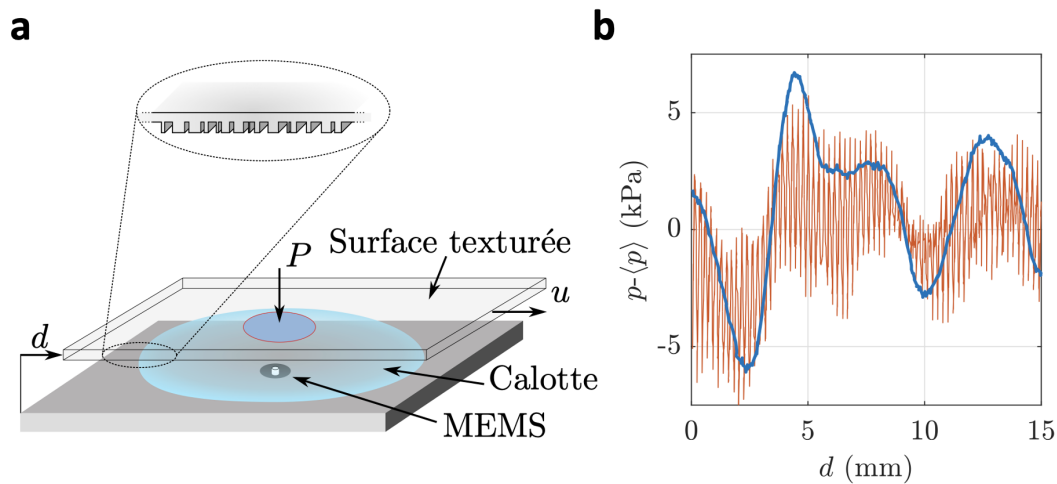 a
P
Surface texturée
u
d
Calotte
MEMS
b
p-⟨p⟩ (kPa)
5
0
-5
0
5
10
15
d (mm)